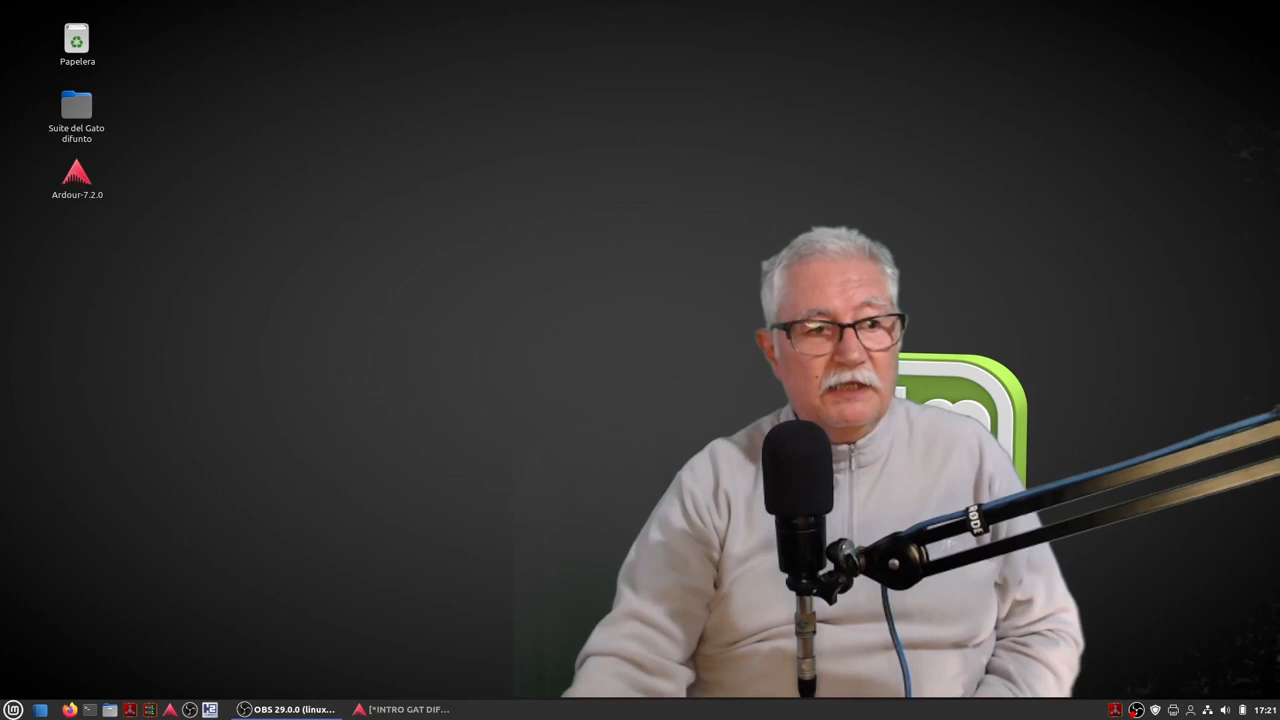 Papelera
Suite del Gato
difunto
Ardour-7.2.0
RØDE
OBS 29.0.0 (linux...
[*INTRO GAT DIF...
17:21